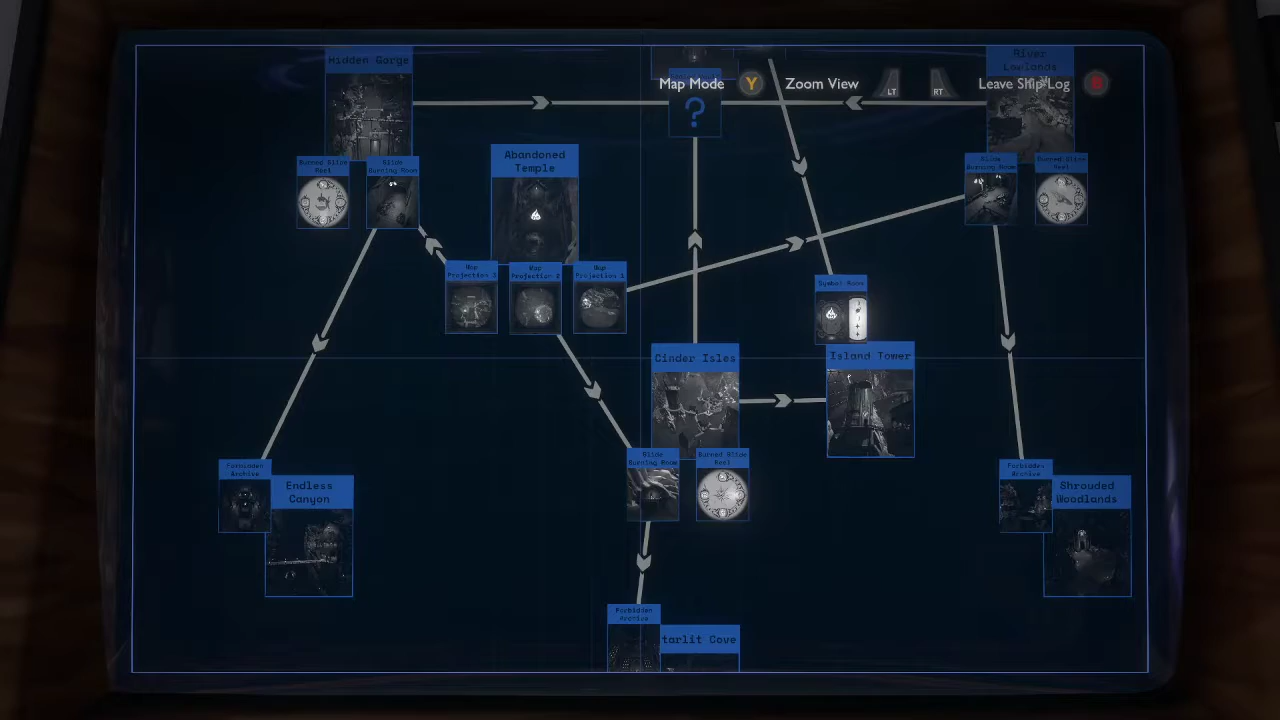 Hidden Gorge
River
Lowlands
Map Mode
Y
Zoom View
LT
RT
Leave Ship Log
B
?
Abandoned
Temple
Burned Slide
Reel
Slide
Burning Room
Slide
Burning Room
Burned Slide
Reel
Map
Projection 3
Map
Projection 2
Map
Projection 1
Symbol Room
Cinder Isles
Island Tower
Slide
Burning Room
Burned Slide
Reel
Forbidden
Archive
Endless
Canyon
Forbidden
Archive
Shrouded
Woodlands
Forbidden
Archive
tarlit Cove